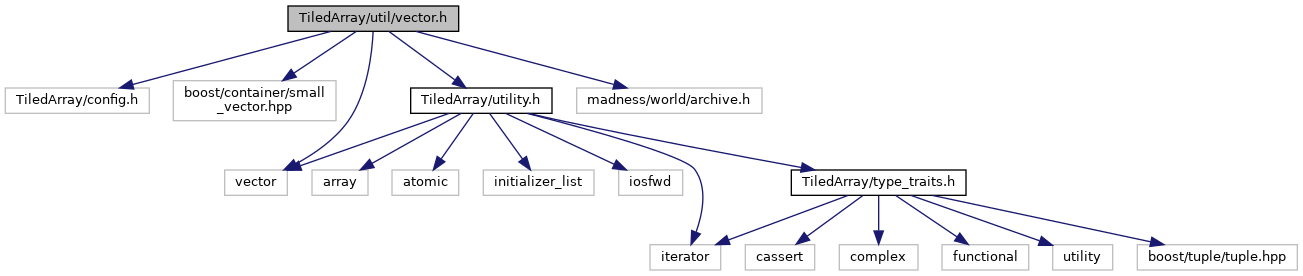 TiledArray/util/vector.h
TiledArray/config.h
boost/container/small
_vector.hpp
TiledArray/utility.h
madness/world/archive.h
vector
array
atomic
initializer_list
iosfwd
TiledArray/type_traits.h
iterator
cassert
complex
functional
utility
boost/tuple/tuple.hpp